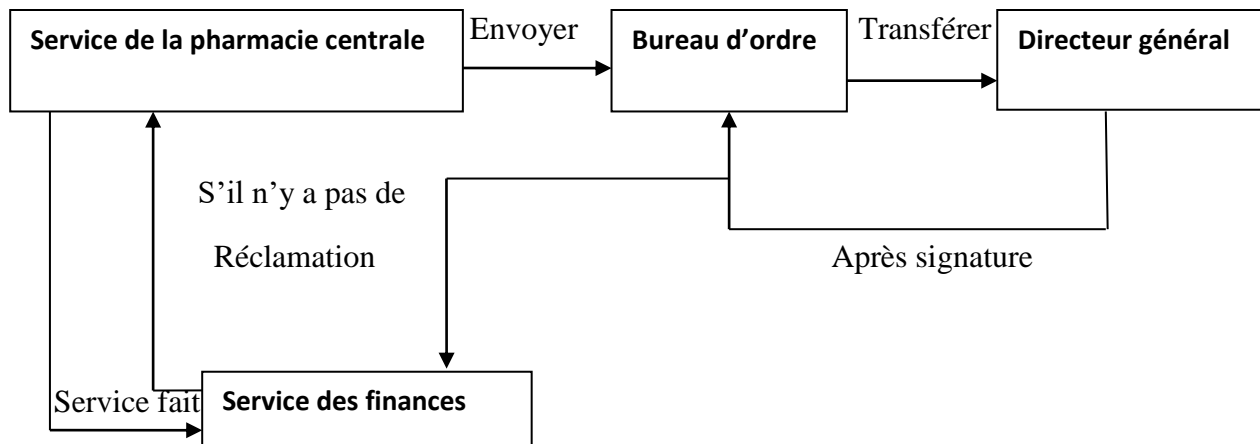 Service de la pharmacie centrale
Envoyer
Bureau d’ordre
Transférer
Directeur général
S’il n’y a pas de
Réclamation
Après signature
Service fait
Service des finances